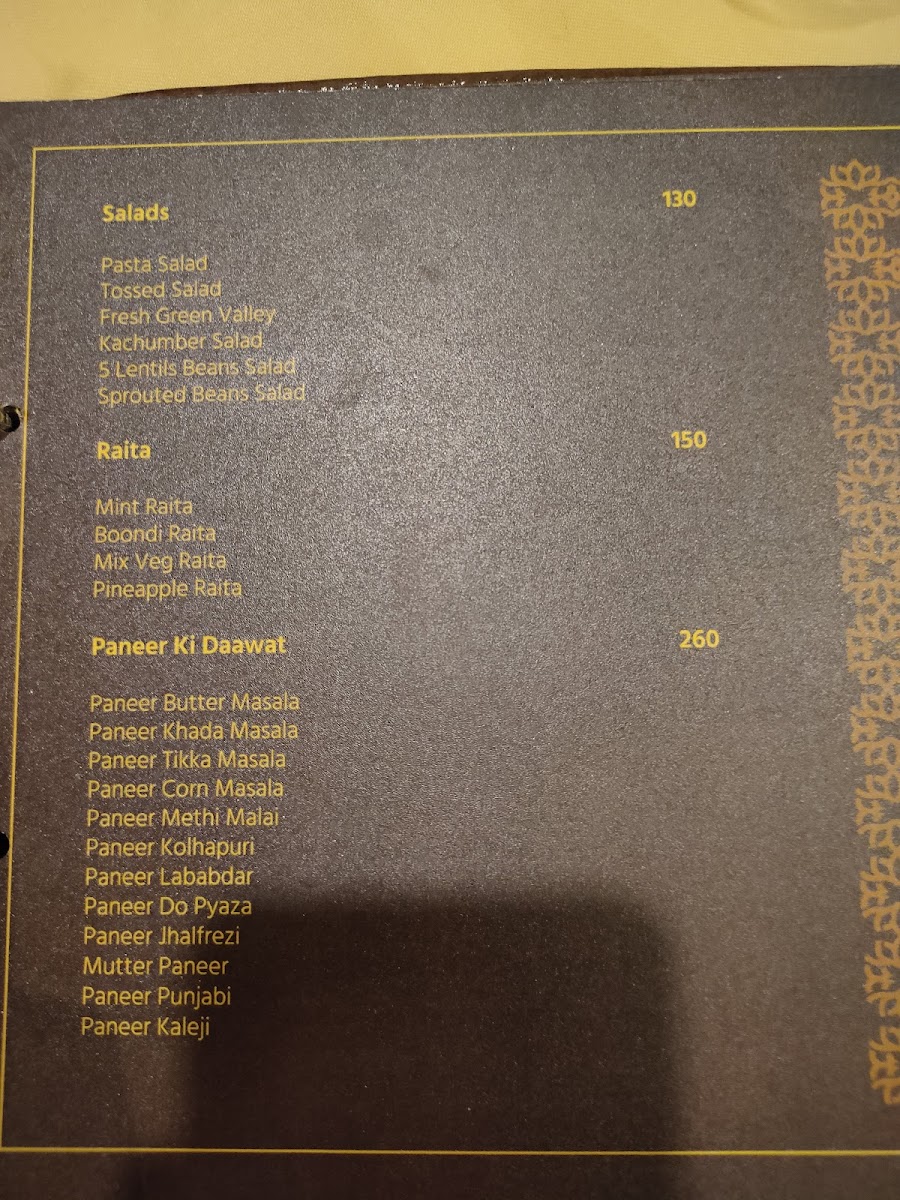 Salads 130
Pasta Salad
Tossed Salad
Fresh Green Valley
Kachumber Salad
5 Lentils Beans Salad
Sprouted Beans Salad
Raita 150
Mint Raita
Boondi Raita
Mix Veg Raita
Pineapple Raita
Paneer Ki Daawat 260
Paneer Butter Masala
Paneer Khada Masala
Paneer Tikka Masala
Paneer Corn Masala
Paneer Methi Malai
Paneer Kolhapuri
Paneer Lababdar
Paneer Do Pyaza
Paneer Jhalfrezi
Mutter Paneer
Paneer Punjabi
Paneer Kaleji